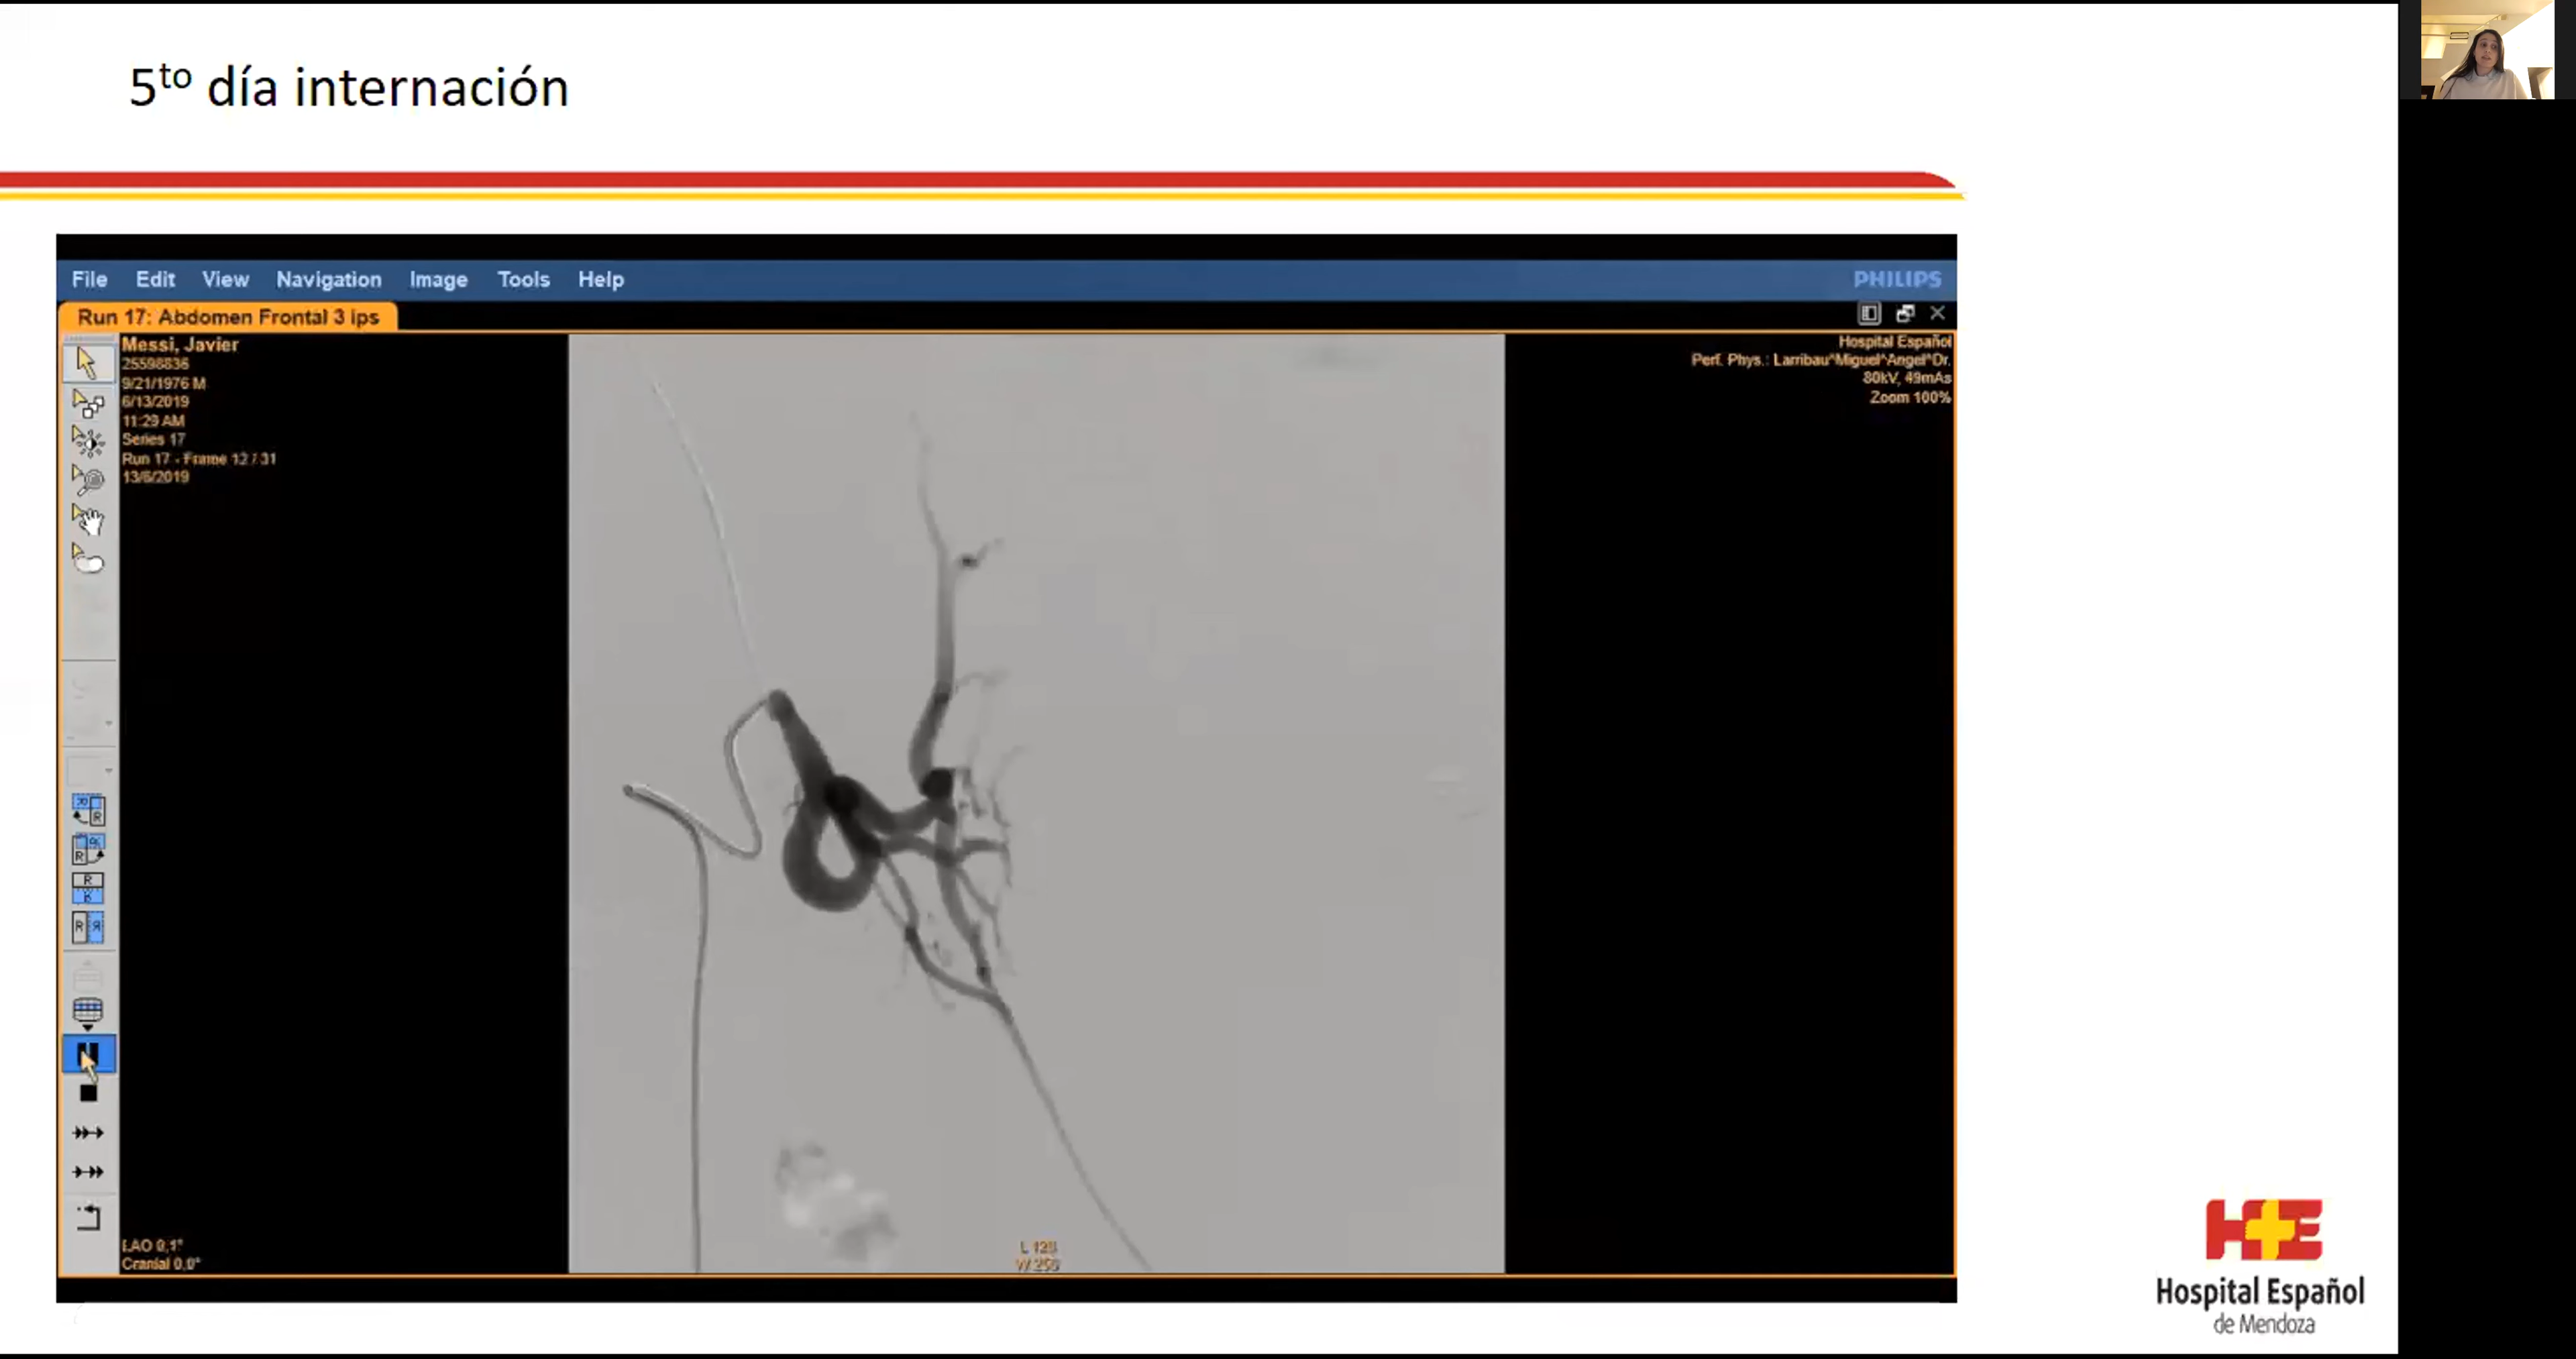 5to día internación
File Edit View Navigation Image Tools Help
PHILIPS
Run 17: Abdomen Frontal 3 ips
Messi, Javier
25598836
9/21/1976 M
6/13/2019
11:29 AM
Series 17
Run 17 - Frame 12 / 31
13/6/2019
Hospital Español
Perf. Phys.: Larribau^Miguel^Angel^Dr.
80kV, 49mAs
Zoom 100%
LAO 0,1°
Cranial 0,0°
L 128
W 256
HE
Hospital Español
de Mendoza